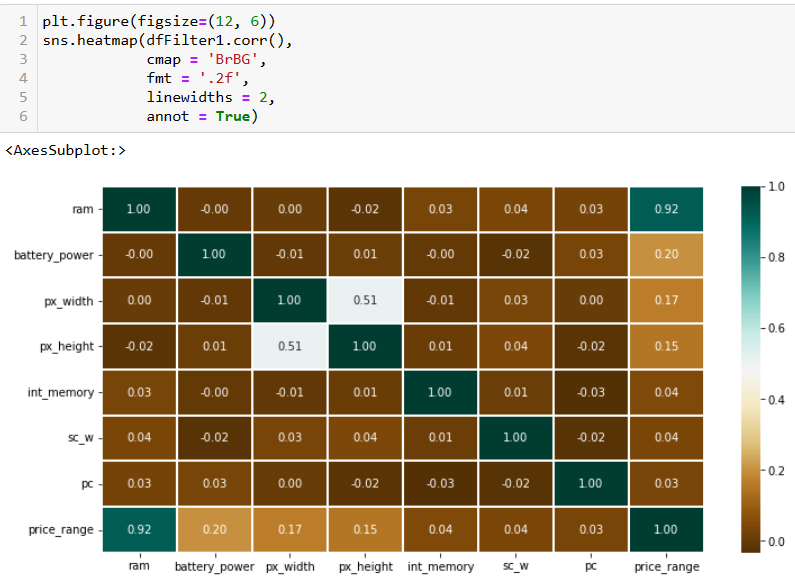 1 plt.figure(figsize=(12, 6))
2 sns.heatmap(dfFilter1.corr(),
3 cmap = 'BrBG',
4 fmt = '.2f',
5 linewidths = 2,
6 annot = True)
<AxesSubplot:>
ram 1.00 -0.00 0.00 -0.02 0.03 0.04 0.03 0.92
battery_power -0.00 1.00 -0.01 0.01 -0.00 -0.02 0.03 0.20
px_width 0.00 -0.01 1.00 0.51 -0.01 0.03 0.00 0.17
px_height -0.02 0.01 0.51 1.00 0.01 0.04 -0.02 0.15
int_memory 0.03 -0.00 -0.01 0.01 1.00 0.01 -0.03 0.04
sc_w 0.04 -0.02 0.03 0.04 0.01 1.00 -0.02 0.04
pc 0.03 0.03 0.00 -0.02 -0.03 -0.02 1.00 0.03
price_range 0.92 0.20 0.17 0.15 0.04 0.04 0.03 1.00
ram battery_power px_width px_height int_memory sc_w pc price_range
1.0
0.8
0.6
0.4
0.2
0.0